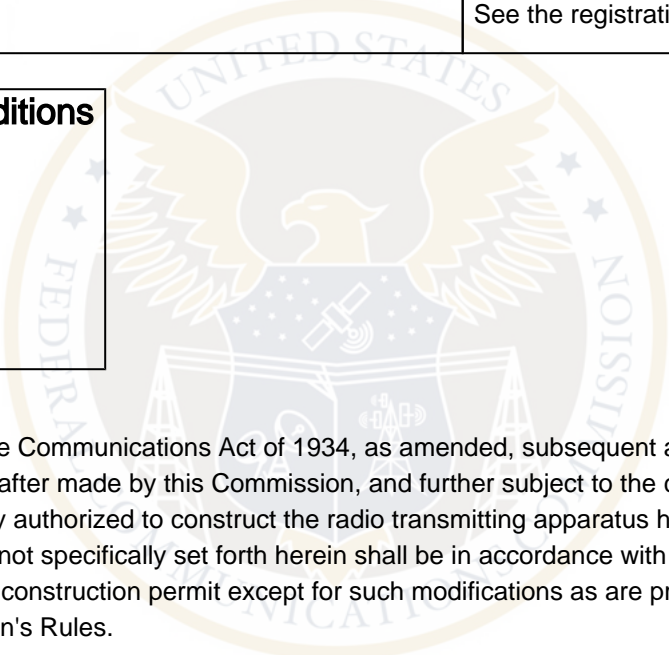 See the registrati
ditions
UNITED STATES
FEDERAL COMMUNICATIONS COMMISSION
e Communications Act of 1934, as amended, subsequent a
after made by this Commission, and further subject to the c
y authorized to construct the radio transmitting apparatus h
not specifically set forth herein shall be in accordance with
construction permit except for such modifications as are pr
n's Rules.